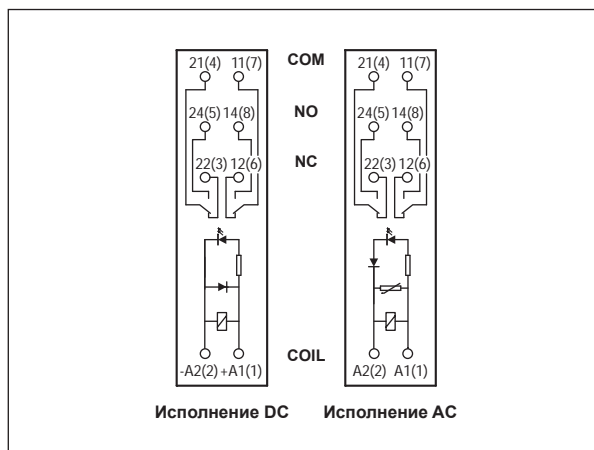 21(4) 11(7) COM 21(4) 11(7)
24(5) 14(8) NO 24(5) 14(8)
22(3) 12(6) NC 22(3) 12(6)
-A2(2) +A1(1) COIL A2(2) A1(1)
Исполнение DC Исполнение AC